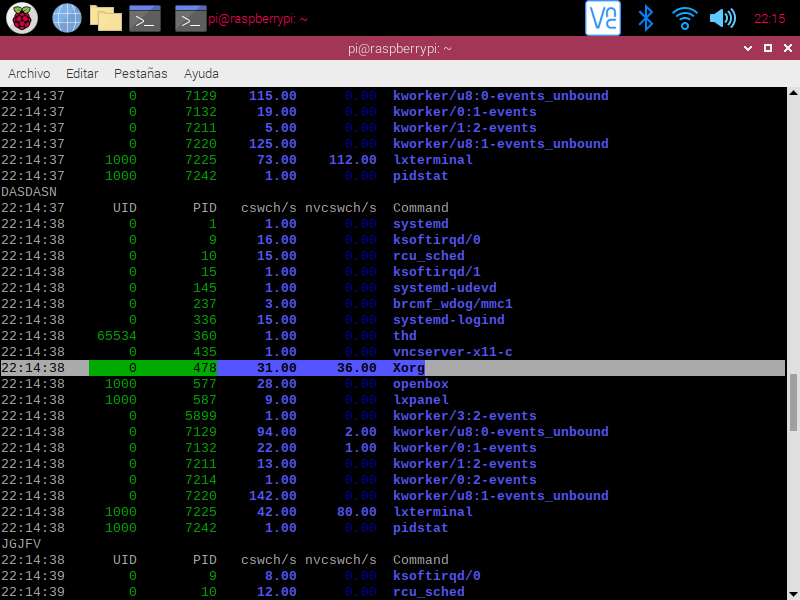 pi@raspberrypi: ~
22:15
pi@raspberrypi: ~
Archivo Editar Pestañas Ayuda
22:14:37 0 7129 115.00 0.00 kworker/u8:0-events_unbound
22:14:37 0 7132 19.00 0.00 kworker/0:1-events
22:14:37 0 7211 5.00 0.00 kworker/1:2-events
22:14:37 0 7220 125.00 0.00 kworker/u8:1-events_unbound
22:14:37 1000 7225 73.00 112.00 lxterminal
22:14:37 1000 7242 1.00 0.00 pidstat
DASDASN
22:14:37 UID PID cswch/s nvcswch/s Command
22:14:38 0 1 1.00 0.00 systemd
22:14:38 0 9 16.00 0.00 ksoftirqd/0
22:14:38 0 10 15.00 0.00 rcu_sched
22:14:38 0 15 1.00 0.00 ksoftirqd/1
22:14:38 0 145 1.00 0.00 systemd-udevd
22:14:38 0 237 3.00 0.00 brcmf_wdog/mmc1
22:14:38 0 336 15.00 0.00 systemd-logind
22:14:38 65534 360 1.00 0.00 thd
22:14:38 0 435 1.00 0.00 vncserver-x11-c
22:14:38 0 478 31.00 36.00 Xorg
22:14:38 1000 577 28.00 0.00 openbox
22:14:38 1000 587 9.00 0.00 lxpanel
22:14:38 0 5899 1.00 0.00 kworker/3:2-events
22:14:38 0 7129 94.00 2.00 kworker/u8:0-events_unbound
22:14:38 0 7132 22.00 1.00 kworker/0:1-events
22:14:38 0 7211 13.00 0.00 kworker/1:2-events
22:14:38 0 7214 1.00 0.00 kworker/0:2-events
22:14:38 0 7220 142.00 0.00 kworker/u8:1-events_unbound
22:14:38 1000 7225 42.00 80.00 lxterminal
22:14:38 1000 7242 1.00 0.00 pidstat
JGJFV
22:14:38 UID PID cswch/s nvcswch/s Command
22:14:39 0 9 8.00 0.00 ksoftirqd/0
22:14:39 0 10 12.00 0.00 rcu_sched